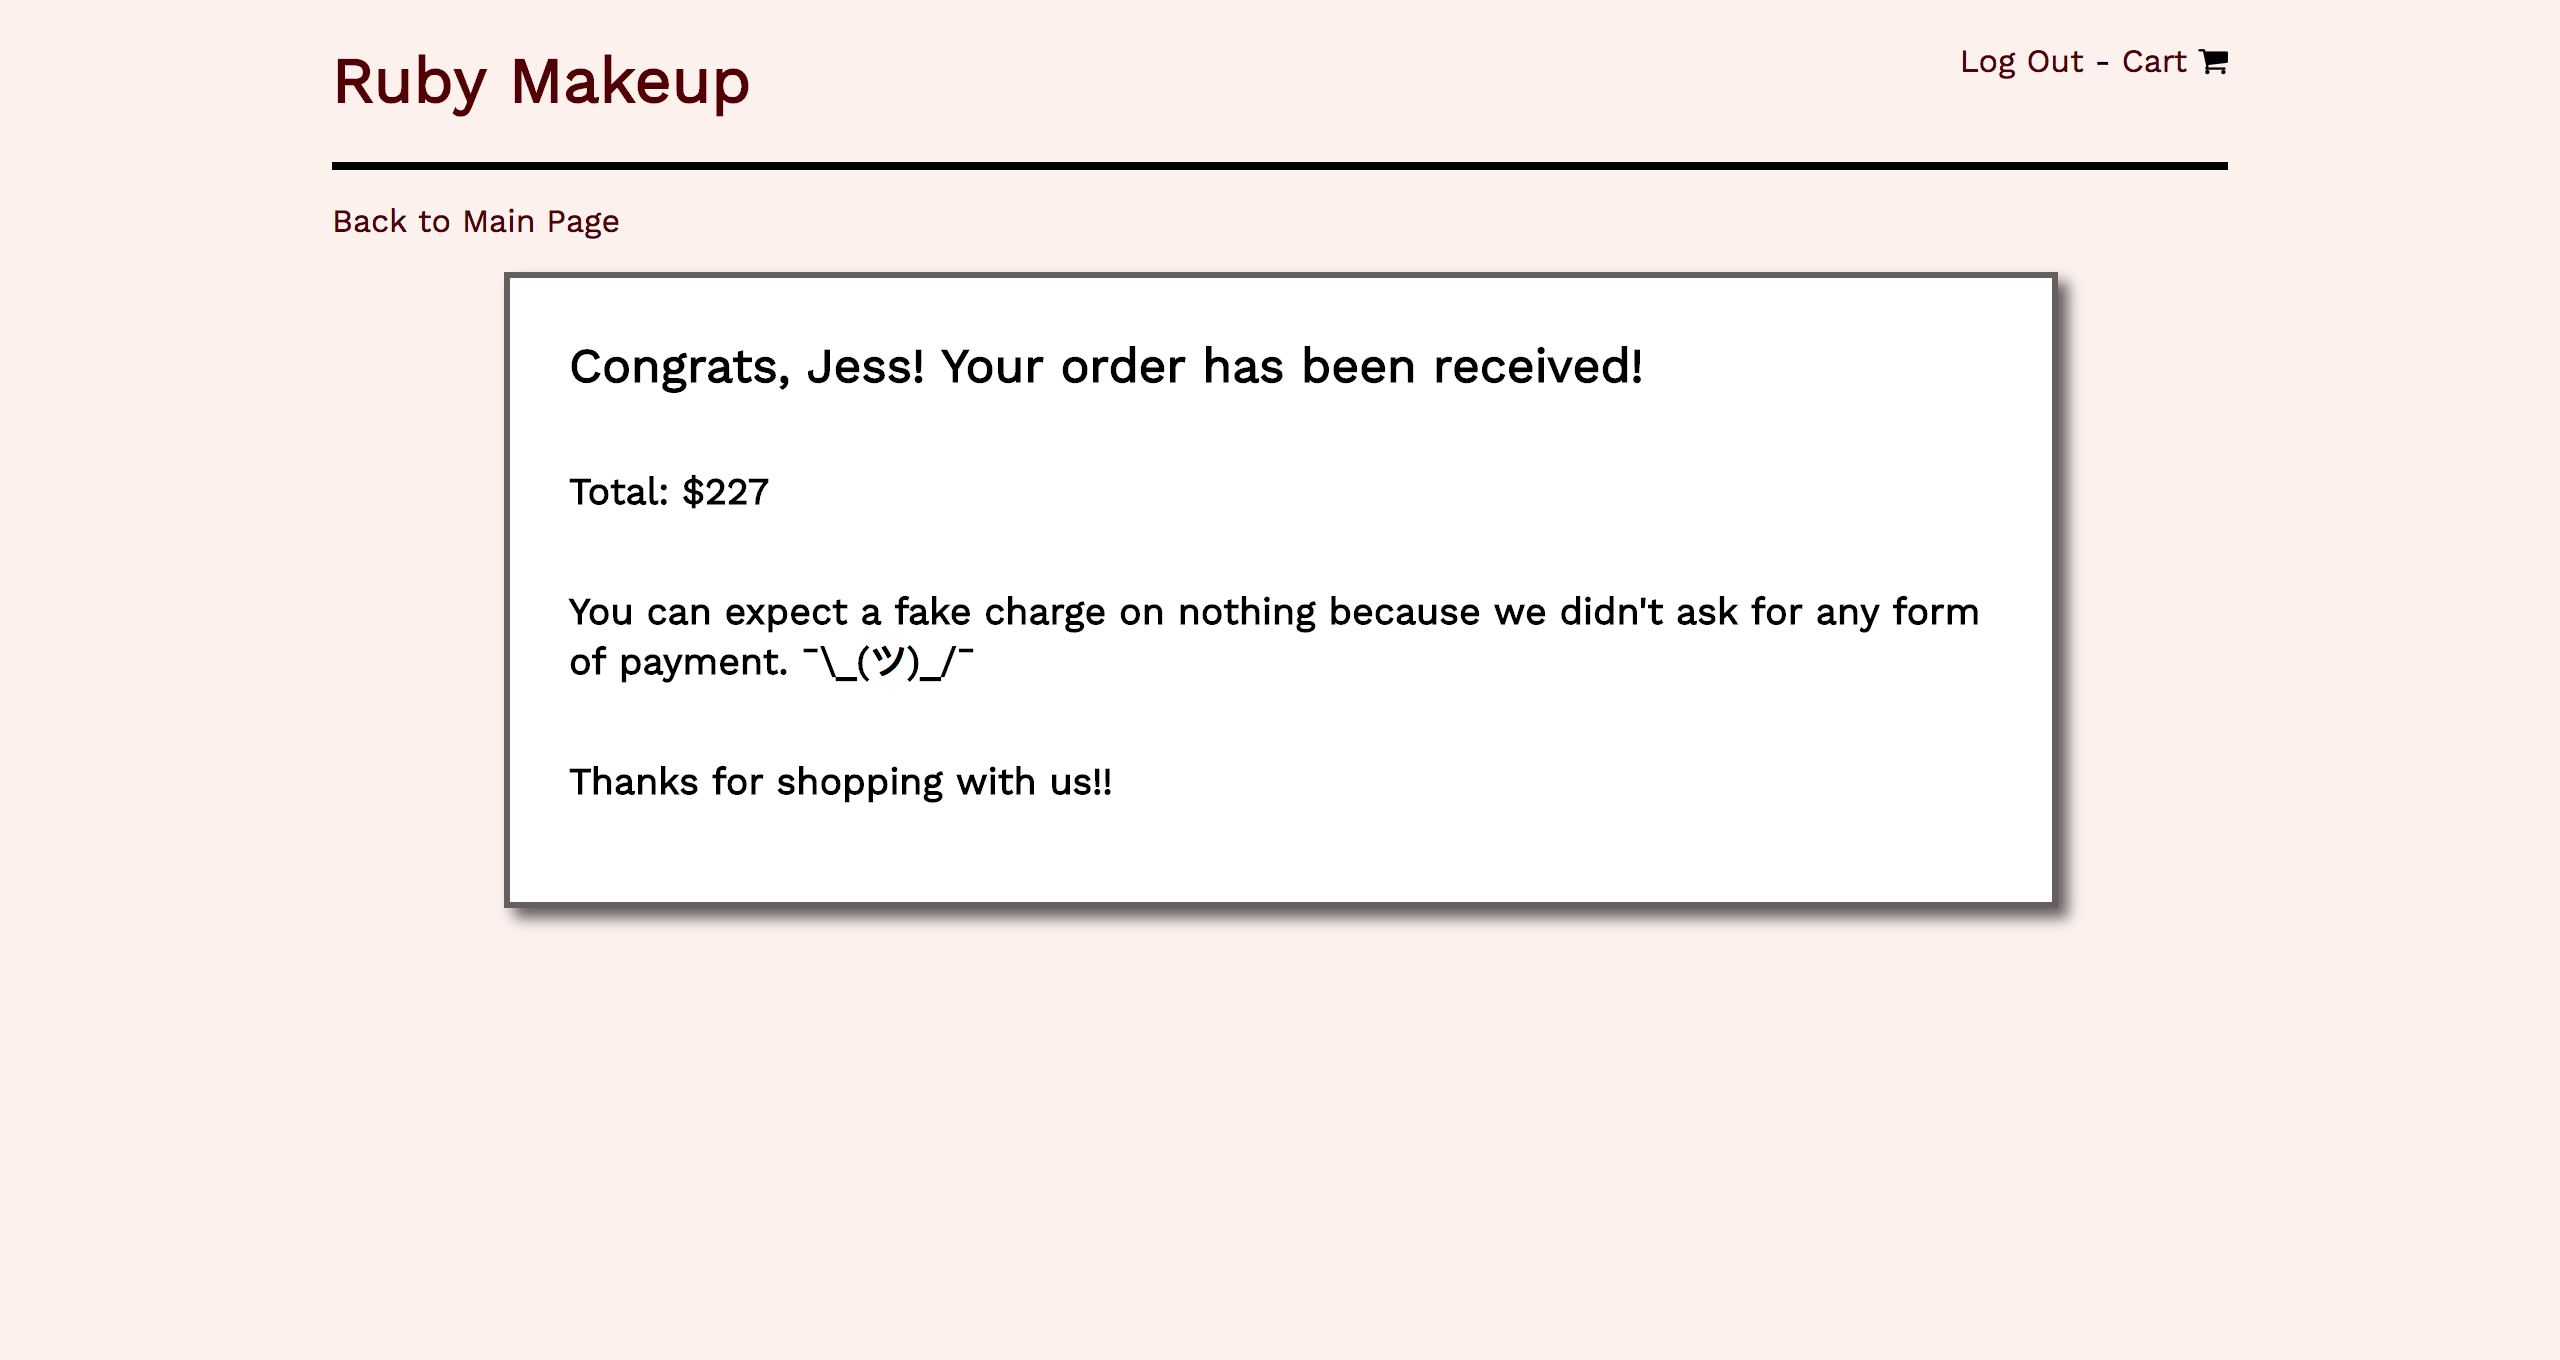 Ruby Makeup
Log Out - Cart
Back to Main Page
Congrats, Jess! Your order has been received!
Total: $227
You can expect a fake charge on nothing because we didn't ask for any form
of payment. ¯\_(ツ)_/¯
Thanks for shopping with us!!